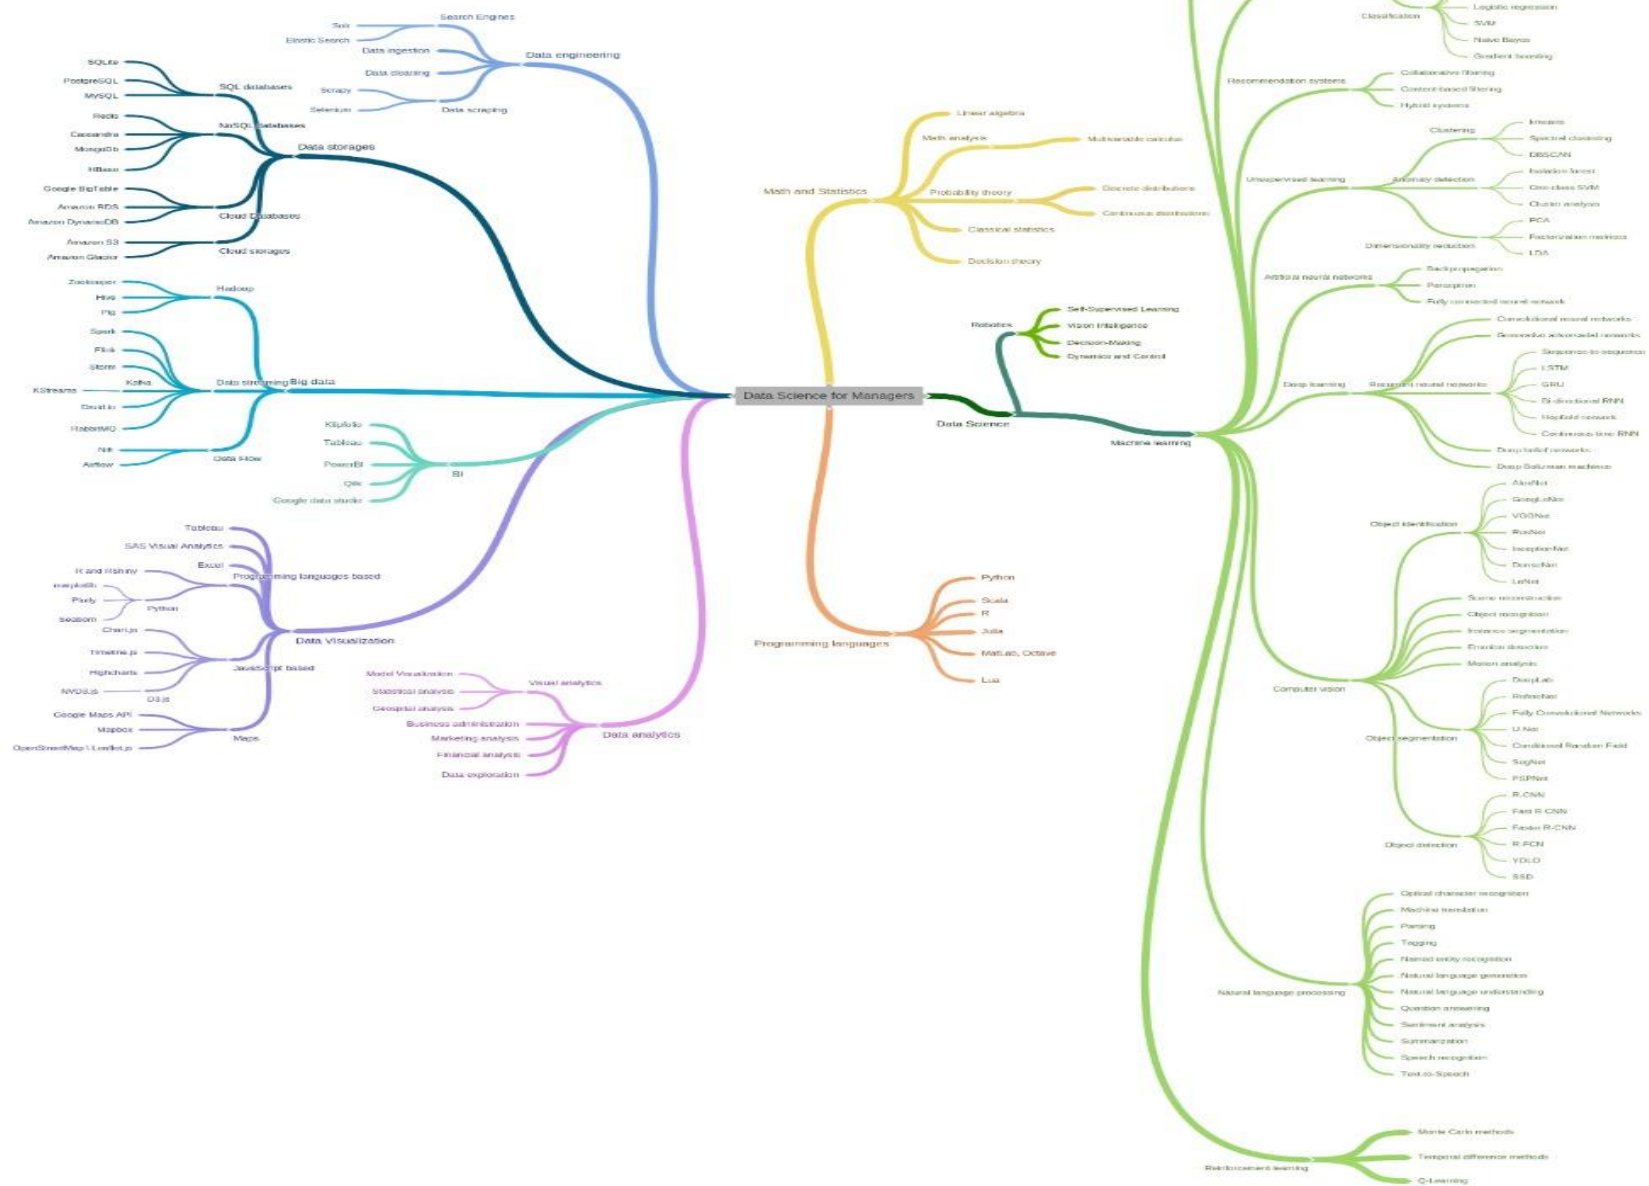 Search Engines
Solr
Elastic Search
Data ingestion
Data cleaning
Data engineering
Scrapy
Selenium
Data scraping
SQLite
PostgreSQL
MySQL
SQL databases
Redis
Cassandra
MongoDb
HBase
NoSQL databases
Data storages
Google BigTable
Amazon RDS
Amazon DynamoDB
Cloud Databases
Amazon S3
Amazon Glacier
Cloud storages
Zookeeper
Hive
Pig
Hadoop
Spark
Flink
Storm
KStreams
Kafka
Druid.io
RabbitMQ
Data streaming
Big data
Nifi
Airflow
Data Flow
Klipfolio
Tableau
PowerBI
Qlik
Google data studio
BI
Tableau
SAS Visual Analytics
Excel
R and RShiny
Programming languages based
matplotlib
Plotly
Seaborn
Python
Chart.js
Timeline.js
Highcharts
NVD3.js
D3.js
JavaScript based
Data Visualization
Google Maps API
Mapbox
OpenStreetMap \ Leaflet.js
Maps
Model Visualization
Statistical analysis
Geospital analysis
Visual analytics
Business administration
Marketing analysis
Financial analysis
Data exploration
Data analytics
Data Science for Managers
Math and Statistics
Linear algebra
Math analysis
Multivariable calculus
Probability theory
Discrete distributions
Continuous distributions
Classical statistics
Decision theory
Programming languages
Python
Scala
R
Julia
MatLab, Octave
Lua
Data Science
Robotics
Self-Supervised Learning
Vision Intelligence
Decision-Making
Dynamics and Control
Machine learning
Classification
Logistic regression
SVM
Naive Bayes
Gradient boosting
Recommendation systems
Collaborative filtering
Content-based filtering
Hybrid systems
Unsupervised learning
Clustering
kmeans
Spectral clustering
DBSCAN
Anomaly detection
Isolation forest
One-class SVM
Cluster analysis
Dimensionality reduction
PCA
Factorization matrices
LDA
Artificial neural networks
Backpropagation
Perceptron
Fully connected neural network
Deep learning
Convolutional neural networks
Generative adversarial networks
Recurrent neural networks
Sequence-to-sequence
LSTM
GRU
Bi-directional RNN
Hopfield network
Continuous-time RNN
Deep belief networks
Deep Boltzman machines
Computer vision
Object identification
AlexNet
GoogLeNet
VGGNet
ResNet
InceptionNet
DenseNet
LeNet
Scene reconstruction
Object recognition
Instance segmentation
Emotion detection
Motion analysis
Object segmentation
DeepLab
RefineNet
Fully Convolutional Networks
U-Net
Conditional Random Field
SegNet
PSPNet
Object detection
R-CNN
Fast R-CNN
Faster R-CNN
R-FCN
YOLO
SSD
Natural language processing
Optical character recognition
Machine translation
Parsing
Tagging
Named entity recognition
Natural language generation
Natural language understanding
Question answering
Sentiment analysis
Summarization
Speech recognition
Text-to-Speech
Reinforcement learning
Monte Carlo methods
Temporal difference methods
Q-Learning